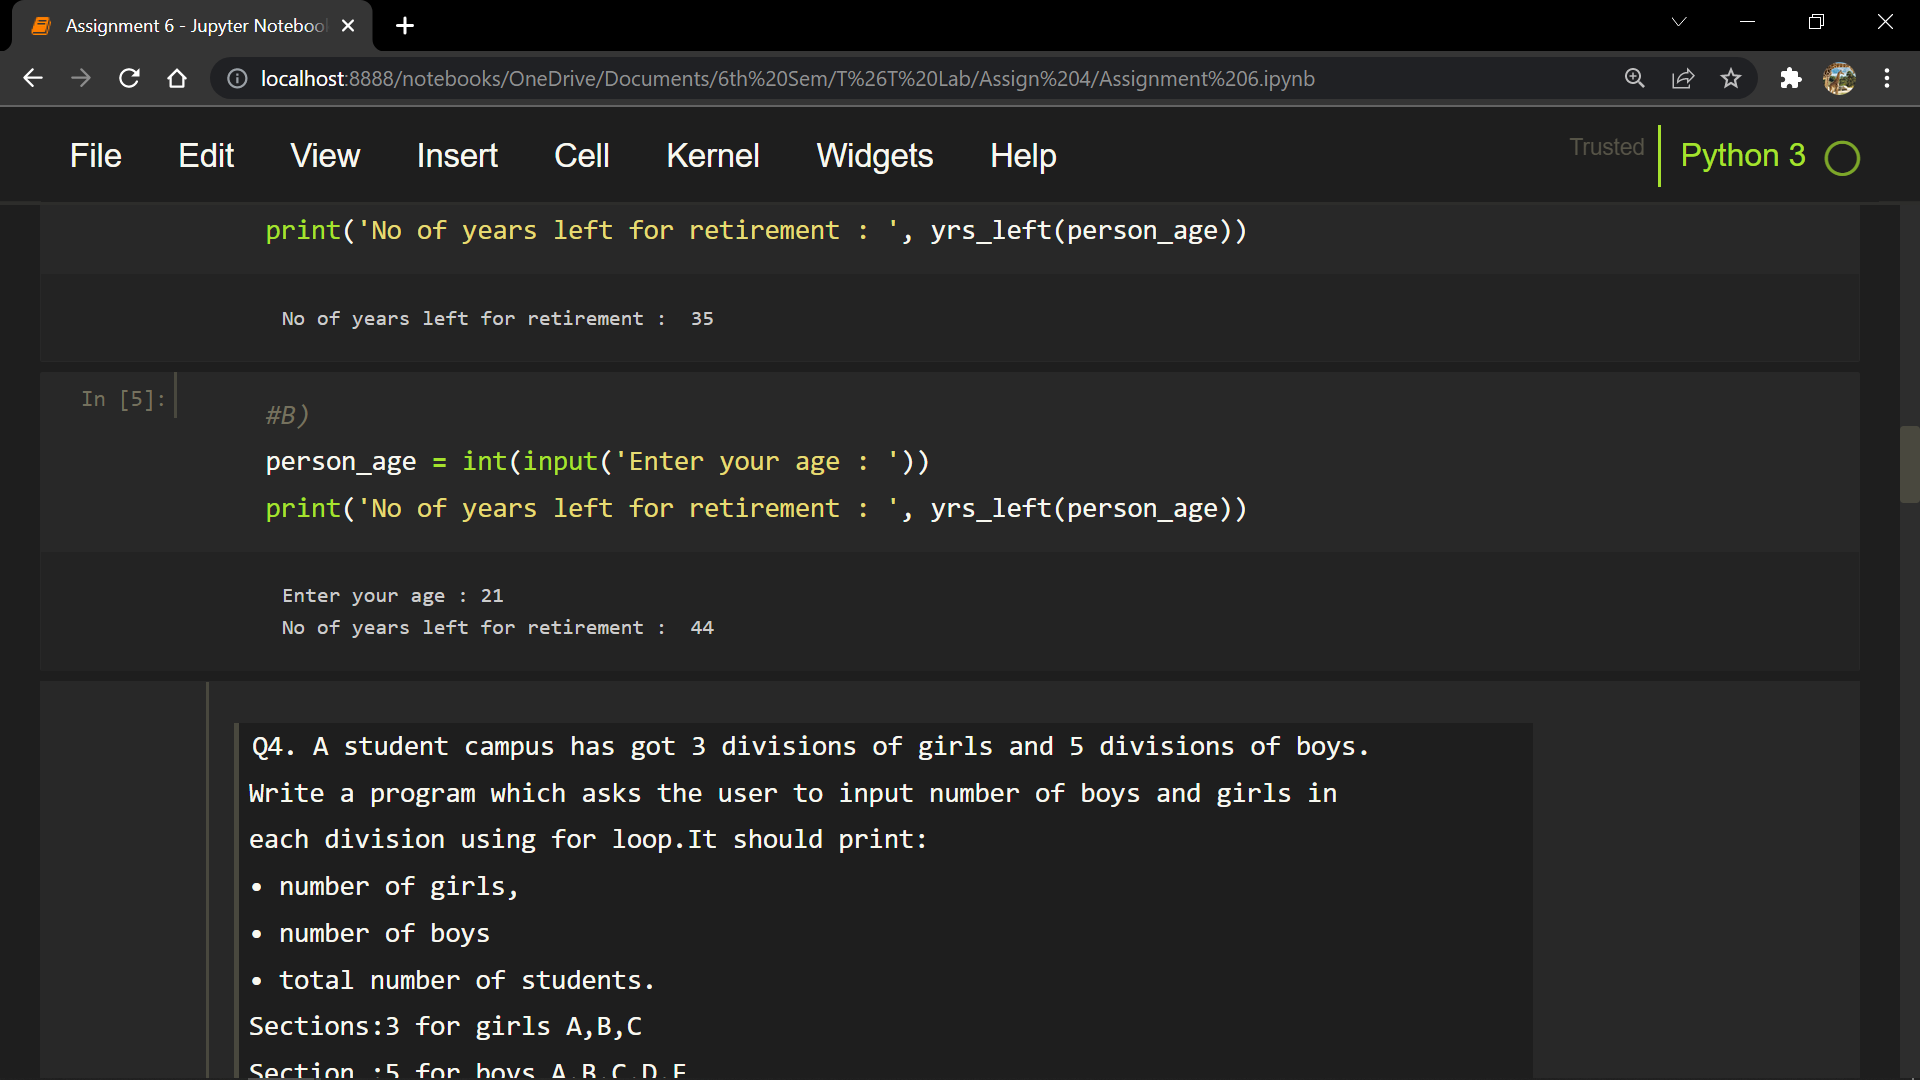 Assignment 6 - Jupyter Noteboo
localhost:8888/notebooks/OneDrive/Documents/6th%20Sem/T%26T%20Lab/Assign%204/Assignment%206.ipynb
File Edit View Insert Cell Kernel Widgets Help Trusted Python 3
print('No of years left for retirement : ', yrs_left(person_age))
No of years left for retirement :  35
In [5]:
#B)
person_age = int(input('Enter your age : '))
print('No of years left for retirement : ', yrs_left(person_age))
Enter your age : 21
No of years left for retirement :  44
Q4. A student campus has got 3 divisions of girls and 5 divisions of boys.
Write a program which asks the user to input number of boys and girls in
each division using for loop.It should print:
• number of girls,
• number of boys
• total number of students.
Sections:3 for girls A,B,C
Section :5 for boys A,B,C,D,E